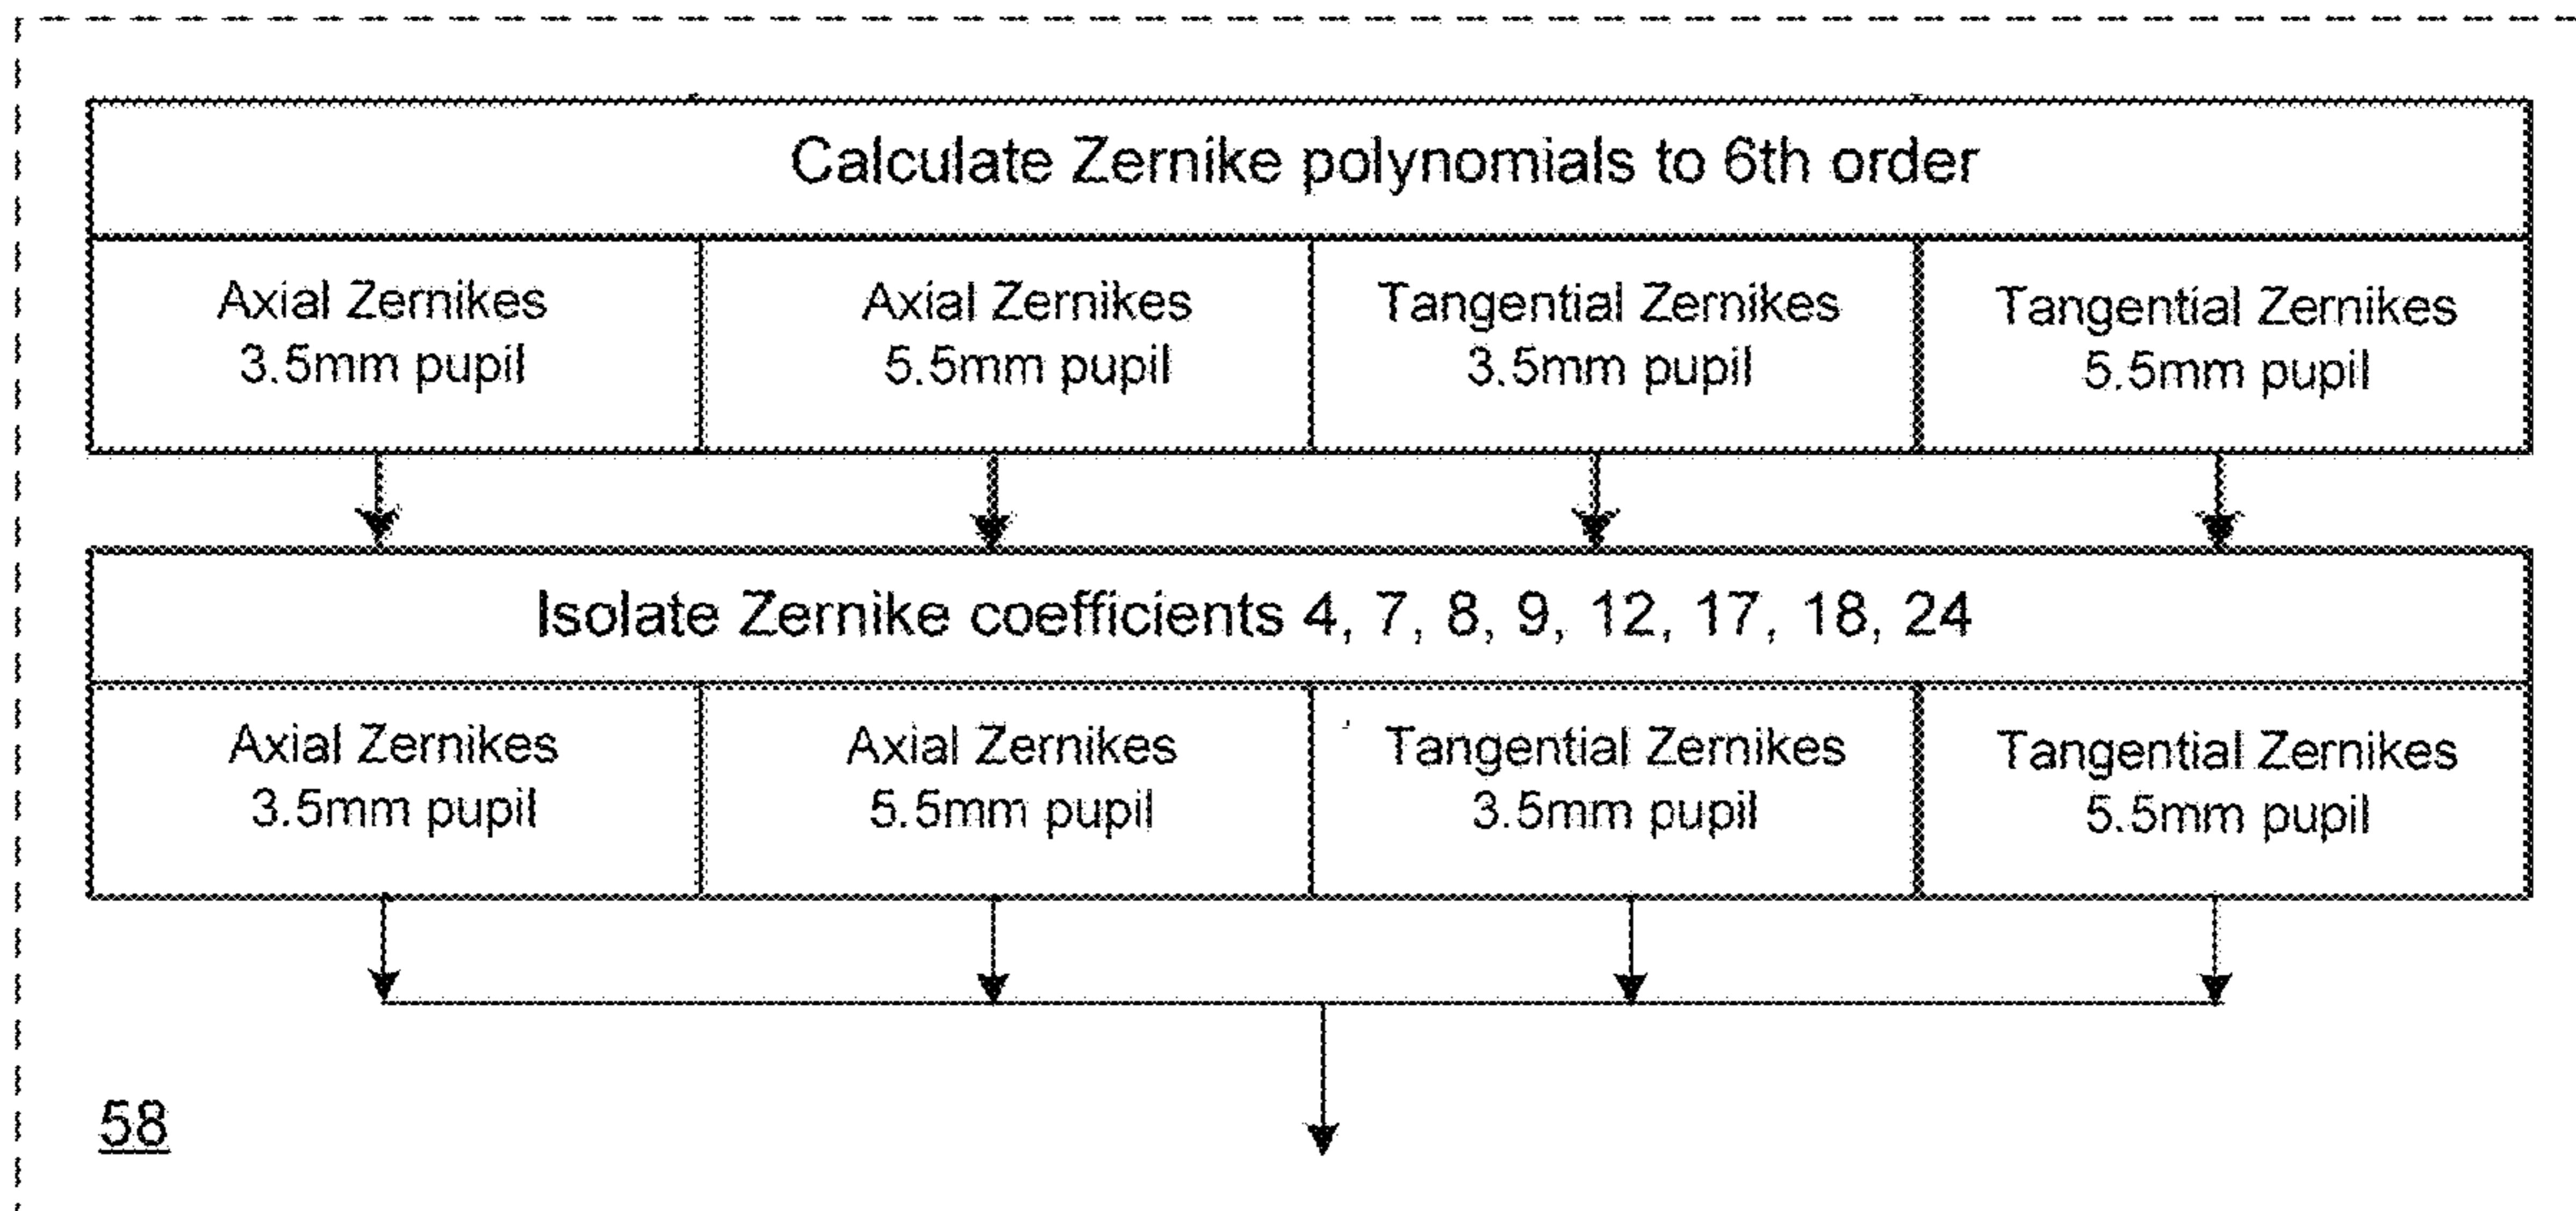 Calculate Zernike polynomials to 6th order
Axial Zernikes
3.5mm pupil
Axial Zernikes
5.5mm pupil
Tangential Zernikes
3.5mm pupil
Tangential Zernikes
5.5mm pupil
Isolate Zernike coefficients 4, 7, 8, 9, 12, 17, 18, 24
Axial Zernikes
3.5mm pupil
Axial Zernikes
5.5mm pupil
Tangential Zernikes
3.5mm pupil
Tangential Zernikes
5.5mm pupil
58